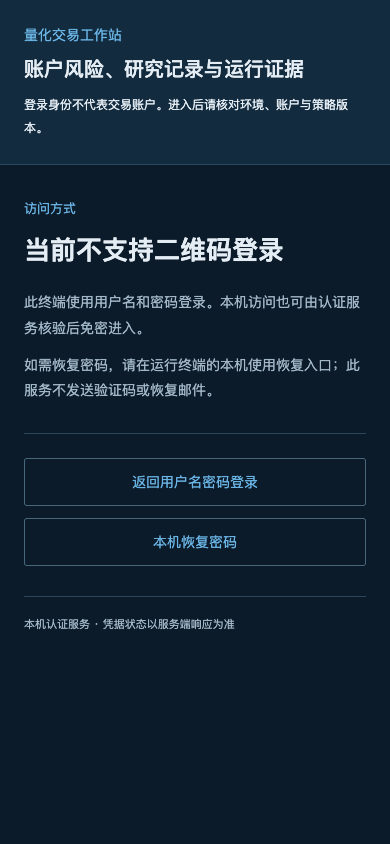 量化交易工作站
账户风险、研究记录与运行证据
登录身份不代表交易账户。进入后请核对环境、账户与策略版
本。
访问方式
当前不支持二维码登录
此终端使用用户名和密码登录。本机访问也可由认证服
务核验后免密进入。
如需恢复密码，请在运行终端的本机使用恢复入口；此
服务不发送验证码或恢复邮件。
返回用户名密码登录
本机恢复密码
本机认证服务 · 凭据状态以服务端响应为准